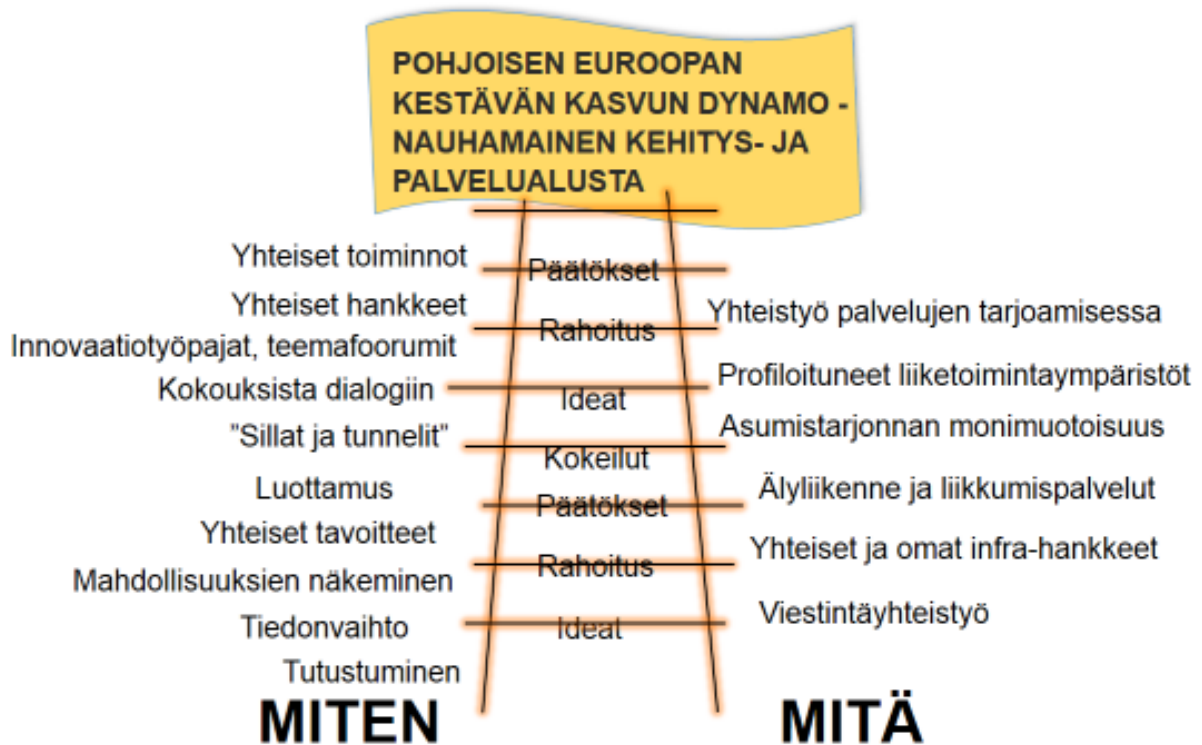 POHJOISEN EUROOPAN
KESTÄVÄN KASVUN DYNAMO -
NAUHAMAINEN KEHITYS- JA
PALVELUALUSTA
Yhteiset toiminnot
Päätökset
Yhteiset hankkeet
Yhteistyö palvelujen tarjoamisessa
Rahoitus
Innovaatiotyöpajat, teemafoorumit
Profiloituneet liiketoimintaympäristöt
Kokouksista dialogiin
Ideat
Asumistarjonnan monimuotoisuus
"Sillat ja tunnelit"
Kokeilut
Luottamus
Älyliikenne ja liikkumispalvelut
Päätökset
Yhteiset tavoitteet
Yhteiset ja omat infra-hankkeet
Rahoitus
Mahdollisuuksien näkeminen
Viestintäyhteistyö
Tiedonvaihto
Ideat
Tutustuminen
MITEN
MITÄ